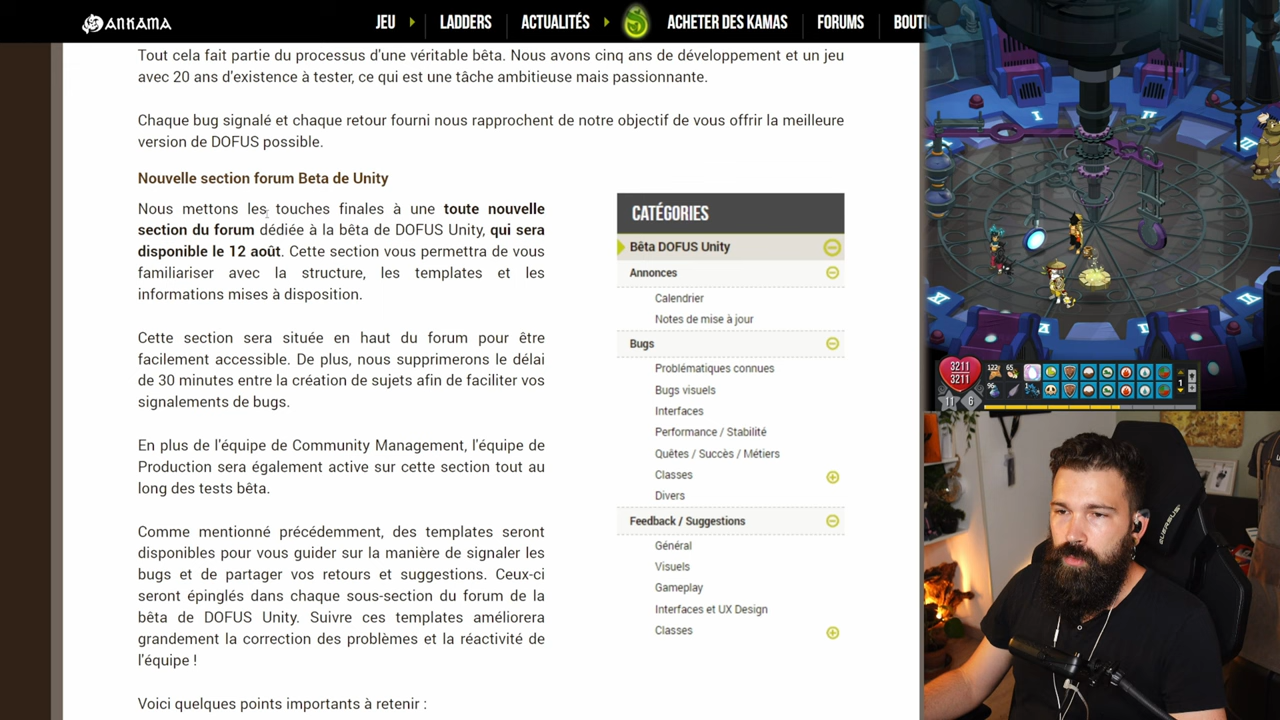 ANKAMA
JEU
LADDERS
ACTUALITÉS
ACHETER DES KAMAS
FORUMS
BOUTI
Tout cela fait partie du processus d'une véritable bêta. Nous avons cinq ans de développement et un jeu
avec 20 ans d'existence à tester, ce qui est une tâche ambitieuse mais passionnante.
Chaque bug signalé et chaque retour fourni nous rapprochent de notre objectif de vous offrir la meilleure
version de DOFUS possible.
Nouvelle section forum Beta de Unity
Nous mettons les touches finales à une toute nouvelle
section du forum dédiée à la bêta de DOFUS Unity, qui sera
disponible le 12 août. Cette section vous permettra de vous
familiariser avec la structure, les templates et les
informations mises à disposition.
Cette section sera située en haut du forum pour être
facilement accessible. De plus, nous supprimerons le délai
de 30 minutes entre la création de sujets afin de faciliter vos
signalements de bugs.
En plus de l'équipe de Community Management, l'équipe de
Production sera également active sur cette section tout au
long des tests bêta.
Comme mentionné précédemment, des templates seront
disponibles pour vous guider sur la manière de signaler les
bugs et de partager vos retours et suggestions. Ceux-ci
seront épinglés dans chaque sous-section du forum de la
bêta de DOFUS Unity. Suivre ces templates améliorera
grandement la correction des problèmes et la réactivité de
l'équipe !
Voici quelques points importants à retenir :
CATÉGORIES
Bêta DOFUS Unity
Annonces
Calendrier
Notes de mise à jour
Bugs
Problématiques connues
Bugs visuels
Interfaces
Performance / Stabilité
Quêtes / Succès / Métiers
Classes
Divers
Feedback / Suggestions
Général
Visuels
Gameplay
Interfaces et UX Design
Classes
3211
3211
11
6
122
65
96
1